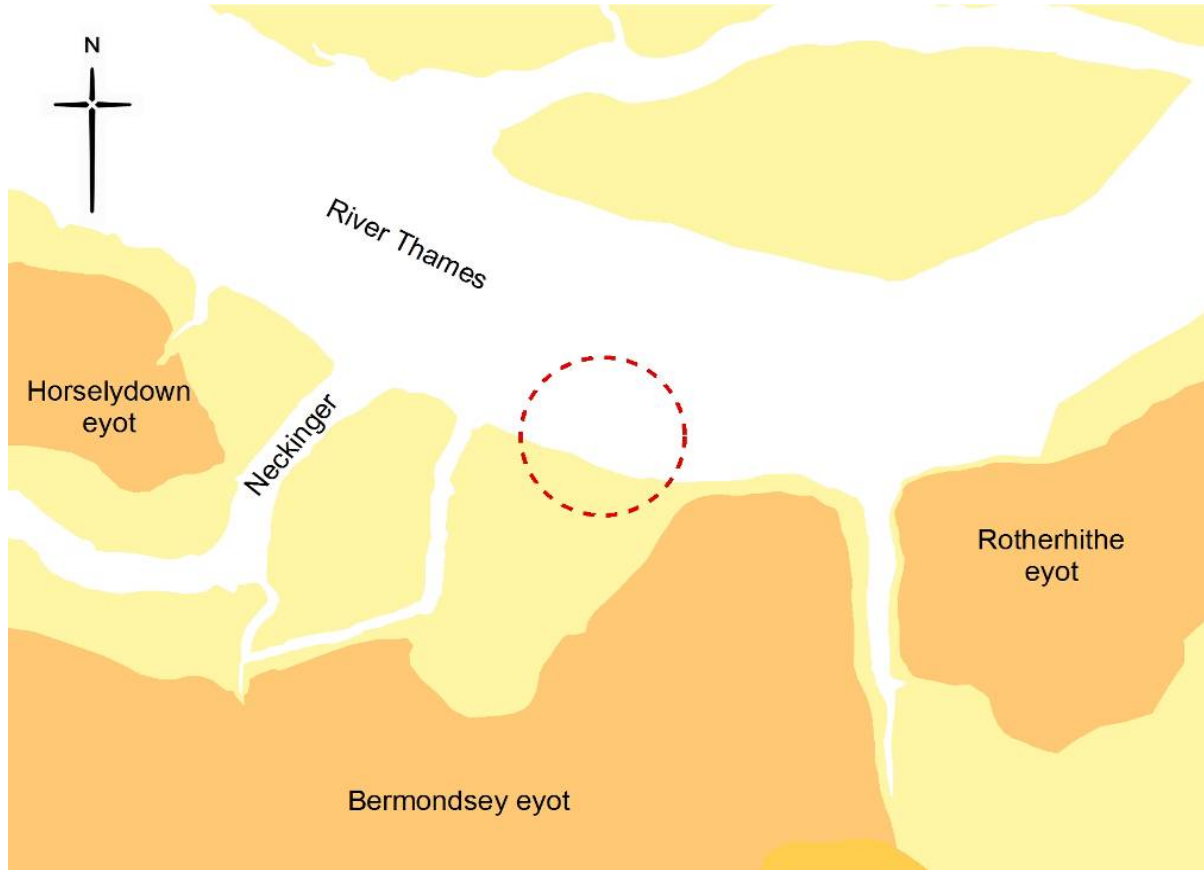 N
River Thames
Horselydown
eyot
Neckinger
Rotherhithe
eyot
Bermondsey eyot